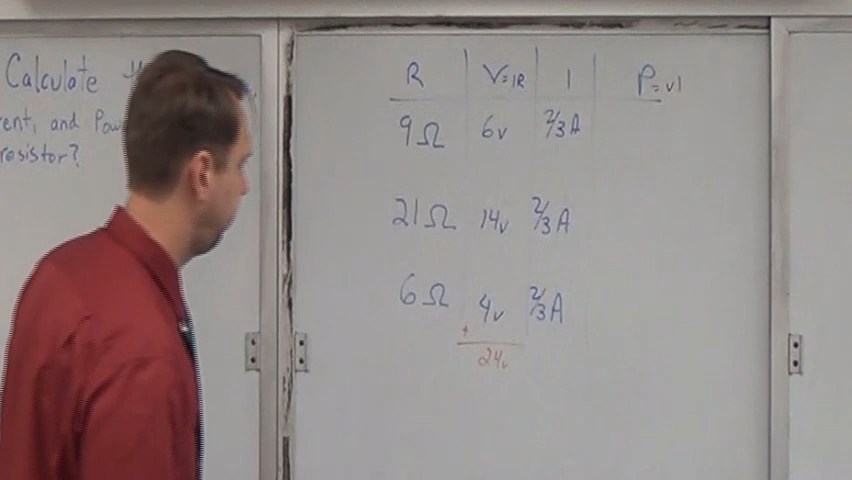 Calculate
rent, and Pow
resistor?
R V=IR I P=VI
9Ω 6v 2/3A
21Ω 14v 2/3A
6Ω 4v 2/3A
+
24v